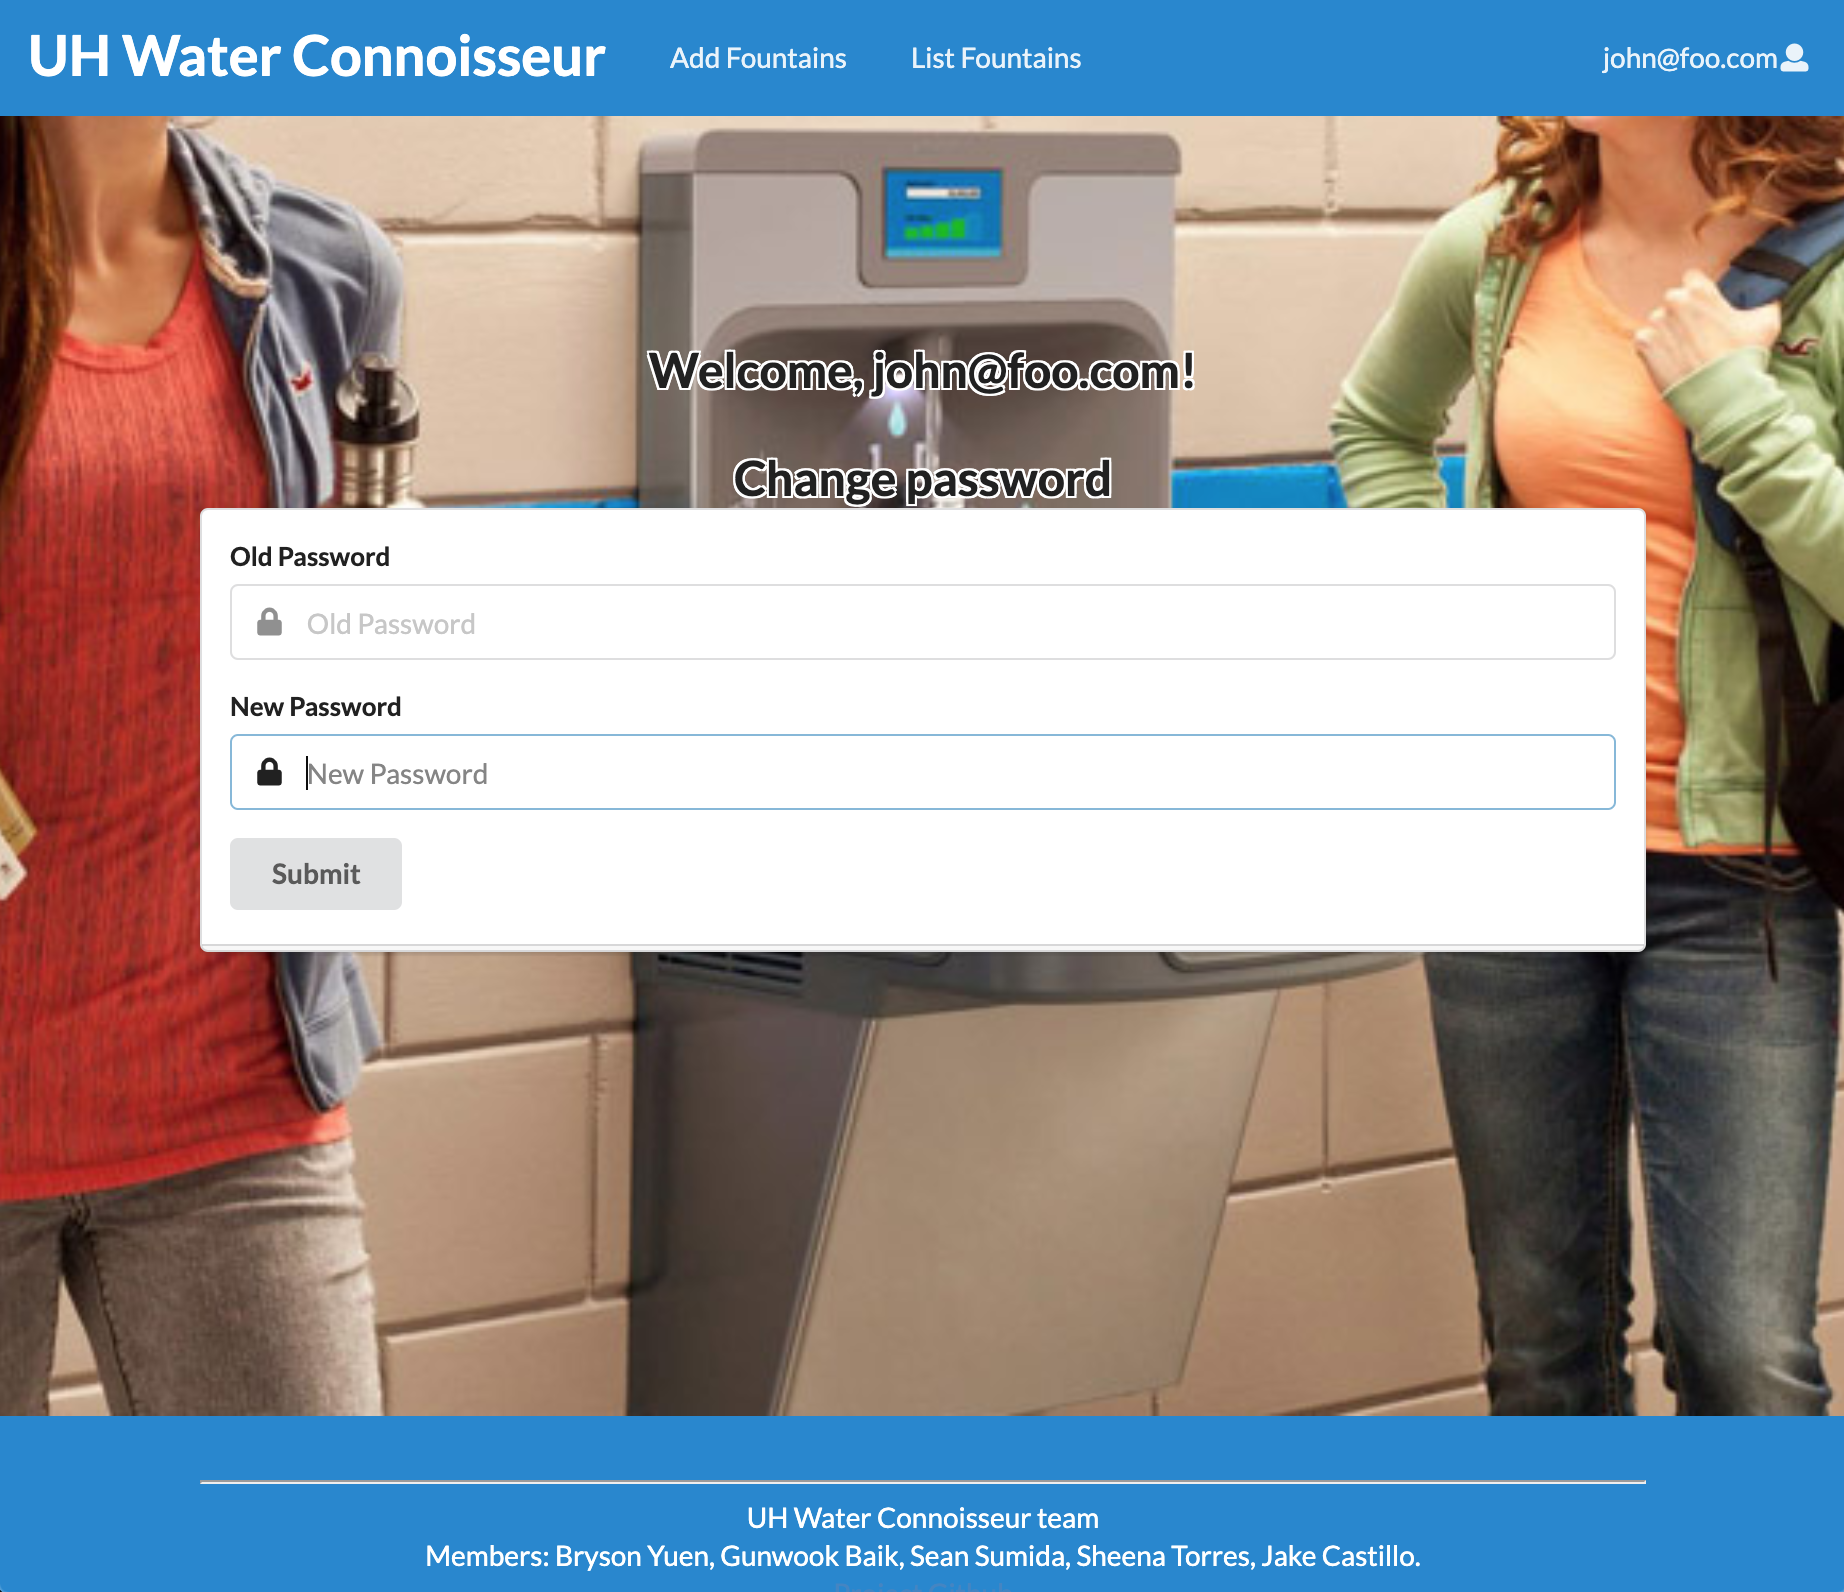 UH Water Connoisseur Add Fountains List Fountains john@foo.com
Welcome, john@foo.com!
Change password
Old Password
Old Password
New Password
New Password
Submit
UH Water Connoisseur team
Members: Bryson Yuen, Gunwook Baik, Sean Sumida, Sheena Torres, Jake Castillo.